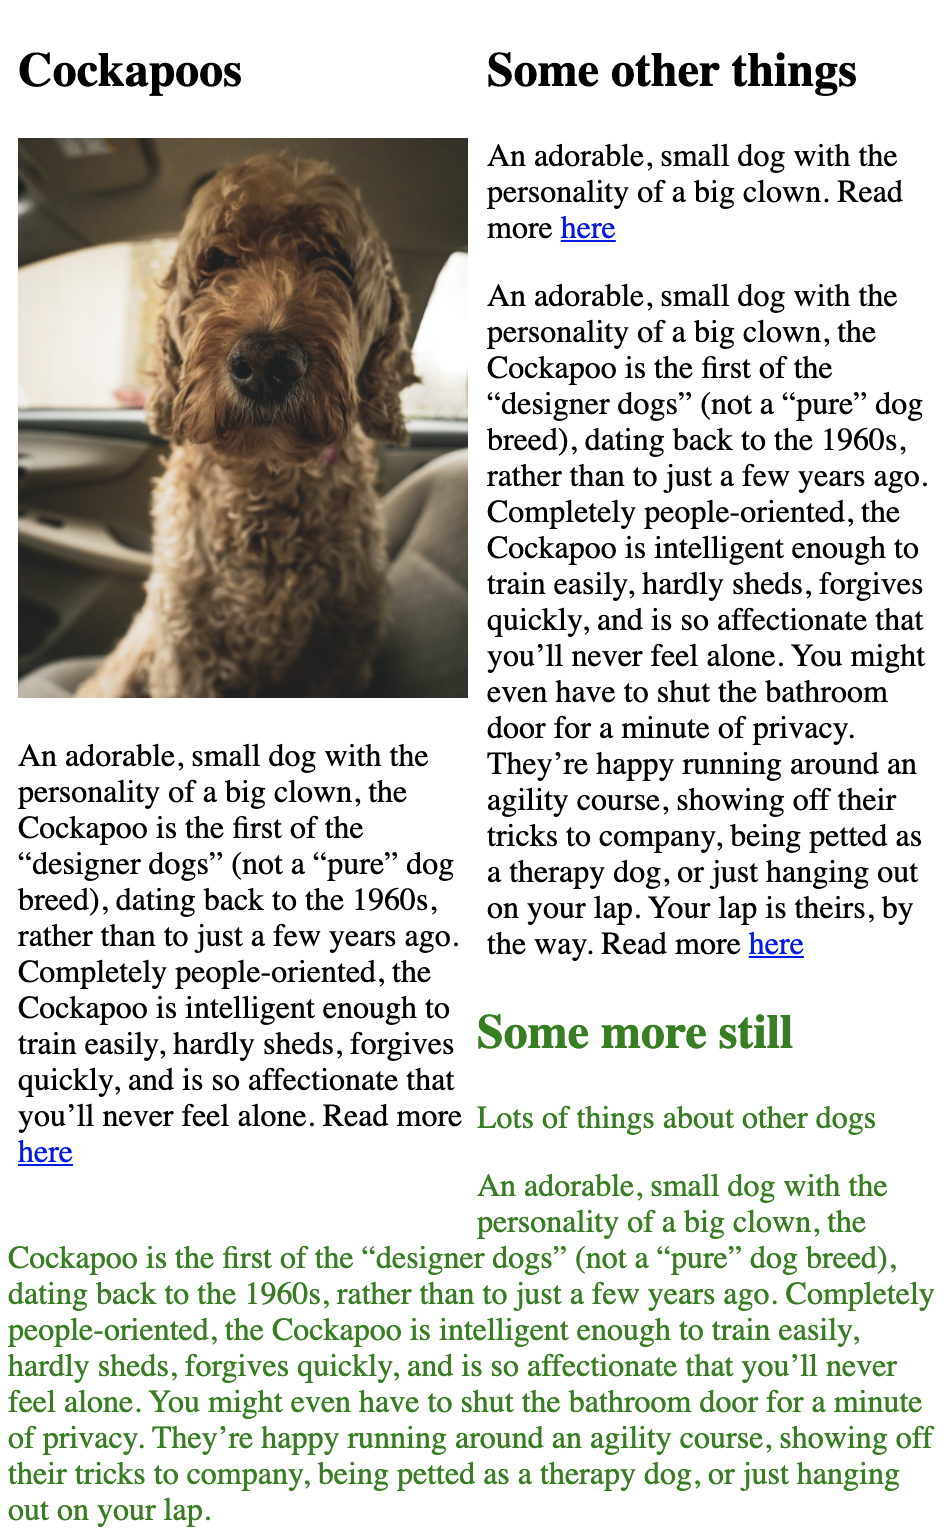 Cockapoos
An adorable, small dog with the
personality of a big clown, the
Cockapoo is the first of the
“designer dogs” (not a “pure” dog
breed), dating back to the 1960s,
rather than to just a few years ago.
Completely people-oriented, the
Cockapoo is intelligent enough to
train easily, hardly sheds, forgives
quickly, and is so affectionate that
you’ll never feel alone. Read more
here
Some other things
An adorable, small dog with the
personality of a big clown. Read
more here
An adorable, small dog with the
personality of a big clown, the
Cockapoo is the first of the
“designer dogs” (not a “pure” dog
breed), dating back to the 1960s,
rather than to just a few years ago.
Completely people-oriented, the
Cockapoo is intelligent enough to
train easily, hardly sheds, forgives
quickly, and is so affectionate that
you’ll never feel alone. You might
even have to shut the bathroom
door for a minute of privacy.
They’re happy running around an
agility course, showing off their
tricks to company, being petted as
a therapy dog, or just hanging out
on your lap. Your lap is theirs, by
the way. Read more here
Some more still
Lots of things about other dogs
An adorable, small dog with the
personality of a big clown, the
Cockapoo is the first of the “designer dogs” (not a “pure” dog breed),
dating back to the 1960s, rather than to just a few years ago. Completely
people-oriented, the Cockapoo is intelligent enough to train easily,
hardly sheds, forgives quickly, and is so affectionate that you’ll never
feel alone. You might even have to shut the bathroom door for a minute
of privacy. They’re happy running around an agility course, showing off
their tricks to company, being petted as a therapy dog, or just hanging
out on your lap.